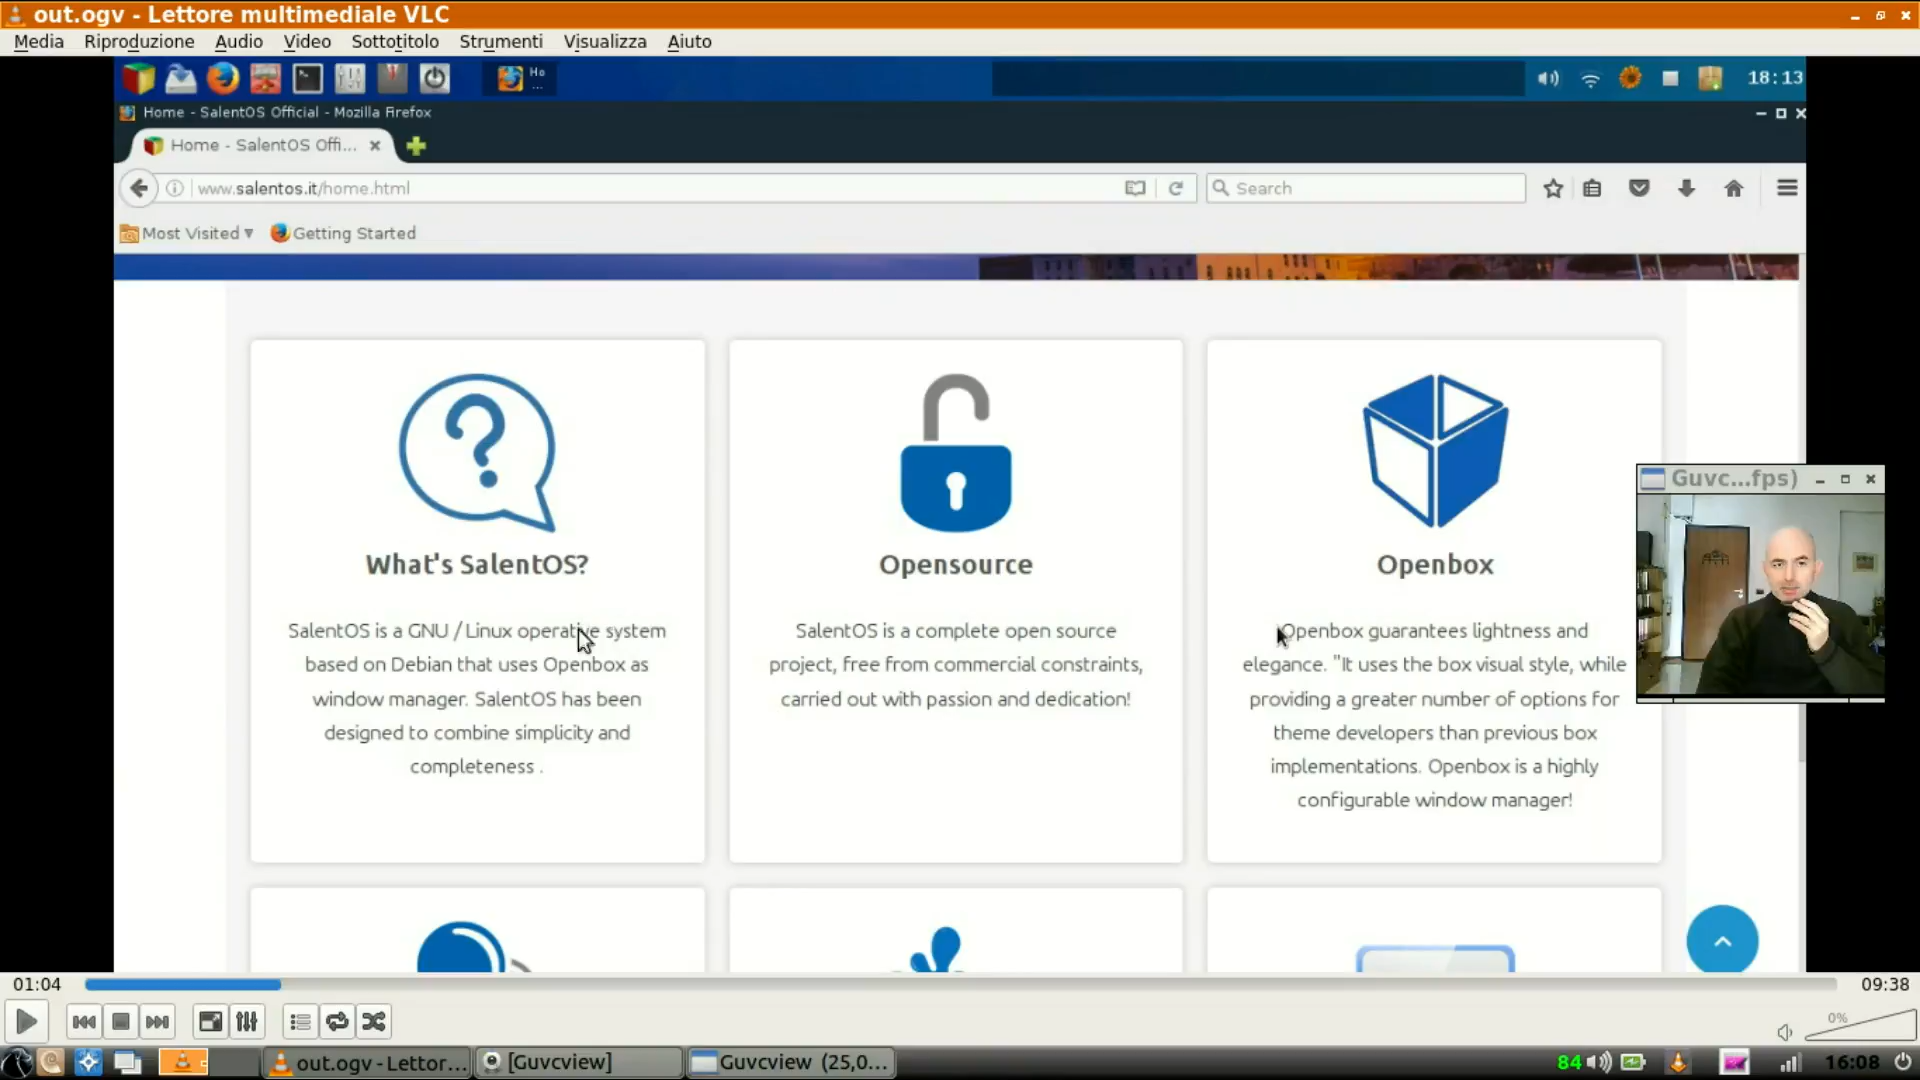 out.ogv - Lettore multimediale VLC
Media Riproduzione Audio Video Sottotitolo Strumenti Visualizza Aiuto
Ho
...
18:13
Home - SalentOS Official - Mozilla Firefox
Home - SalentOS Offi...
www.salentos.it/home.html
Search
Most Visited
Getting Started
What's SalentOS?
SalentOS is a GNU / Linux operative system
based on Debian that uses Openbox as
window manager. SalentOS has been
designed to combine simplicity and
completeness .
Opensource
SalentOS is a complete open source
project, free from commercial constraints,
carried out with passion and dedication!
Openbox
Openbox guarantees lightness and
elegance. "It uses the box visual style, while
providing a greater number of options for
theme developers than previous box
implementations. Openbox is a highly
configurable window manager!
Guvc...fps)
01:04
09:38
0%
out.ogv - Lettor...
[Guvcview]
Guvcview (25,0...
84
16:08